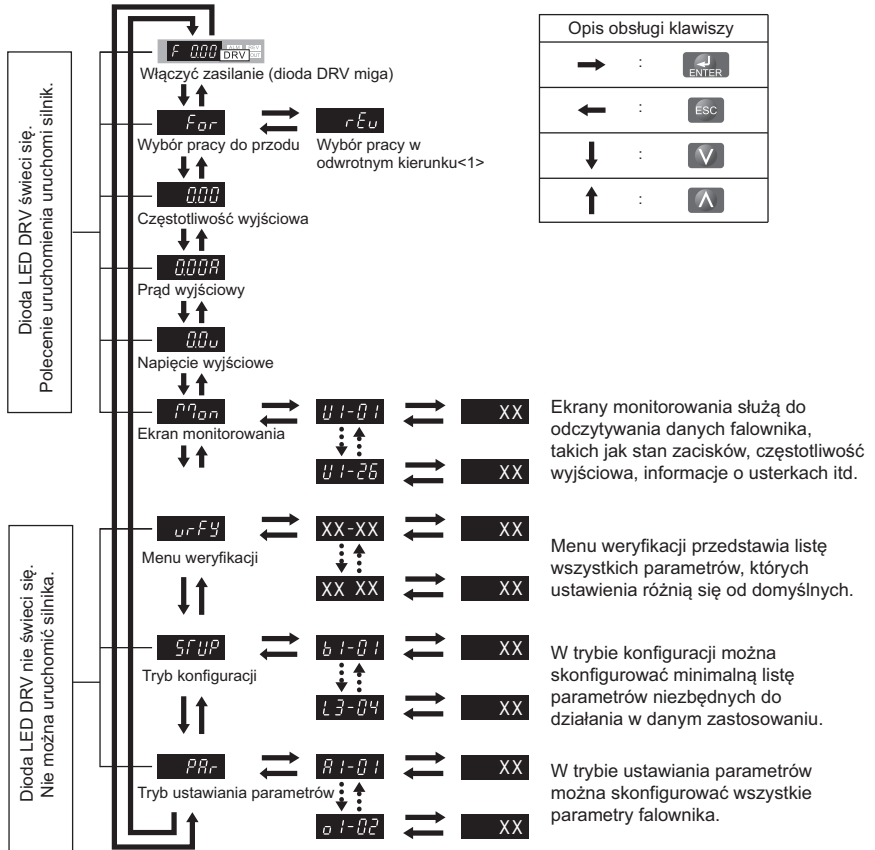 F 0.00 DRV
Włączyć zasilanie (dioda DRV miga)
For
rEv
Wybór pracy do przodu
Wybór pracy w
odwrotnym kierunku<1>
0.00
Częstotliwość wyjściowa
0.00A
Prąd wyjściowy
0.0v
Napięcie wyjściowe
Mon
U1-01
XX
Ekran monitorowania
U1-26
XX
Ekrany monitorowania służą do
odczytywania danych falownika,
takich jak stan zacisków, częstotliwość
wyjściowa, informacje o usterkach itd.
Dioda LED DRV świeci się.
Polecenie uruchomienia uruchomi silnik.
Opis obsługi klawiszy
:
ENTER
:
ESC
:
:
vrFY
XX-XX
XX
Menu weryfikacji
XX XX
XX
Menu weryfikacji przedstawia listę
wszystkich parametrów, których
ustawienia różnią się od domyślnych.
STUP
b1-01
XX
Tryb konfiguracji
L3-04
XX
W trybie konfiguracji można
skonfigurować minimalną listę
parametrów niezbędnych do
działania w danym zastosowaniu.
PAr
A1-01
XX
Tryb ustawiania parametrów
o1-02
XX
W trybie ustawiania parametrów
można skonfigurować wszystkie
parametry falownika.
Dioda LED DRV nie świeci się.
Nie można uruchomić silnika.